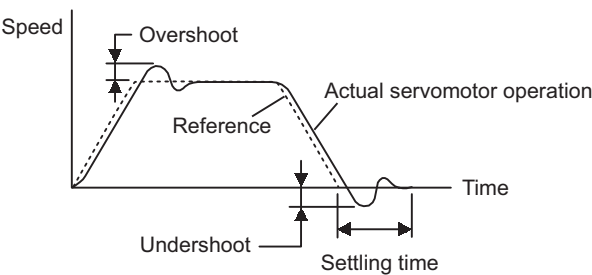 Speed
Overshoot
Actual servomotor operation
Reference
Time
Undershoot
Settling time